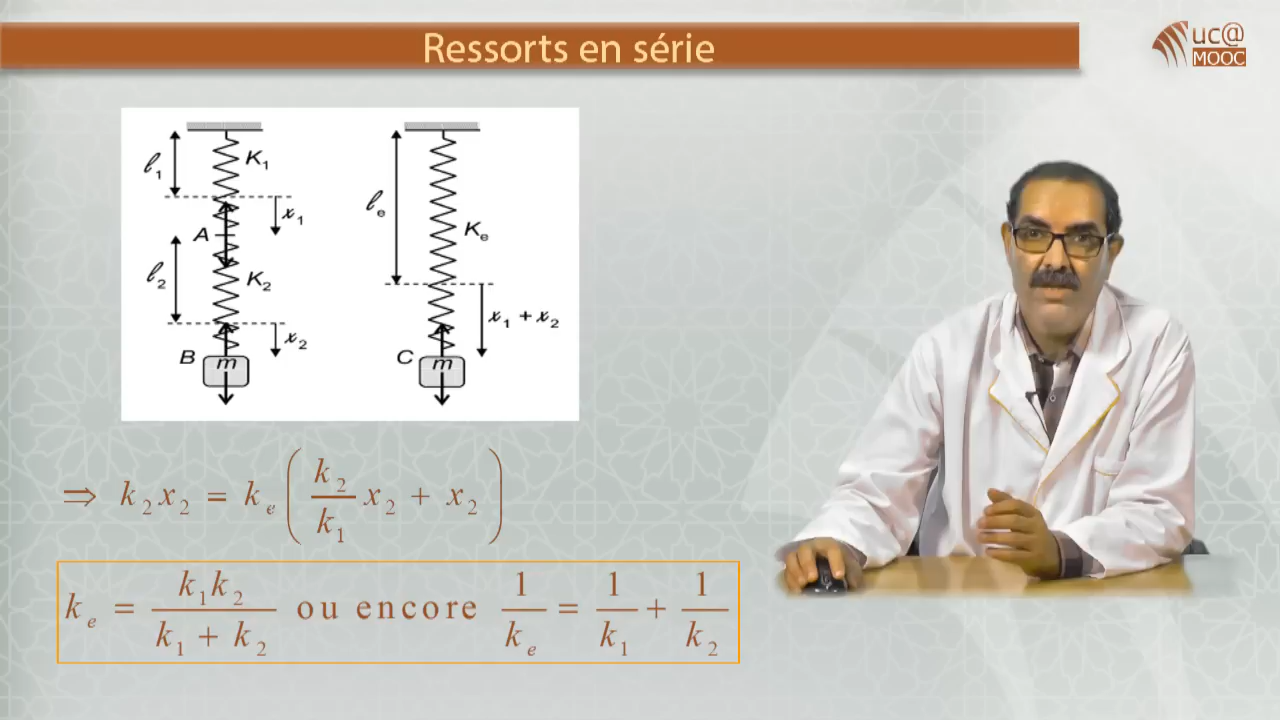 Ressorts en série
uc@
MOOC
l₁
K₁
x₁
A
l₂
K₂
x₂
B
m
lₑ
Kₑ
x₁ + x₂
C
m
⇒ k₂x₂ = kₑ(k₂/k₁ x₂ + x₂)
kₑ = k₁k₂/(k₁ + k₂) ou encore 1/kₑ = 1/k₁ + 1/k₂